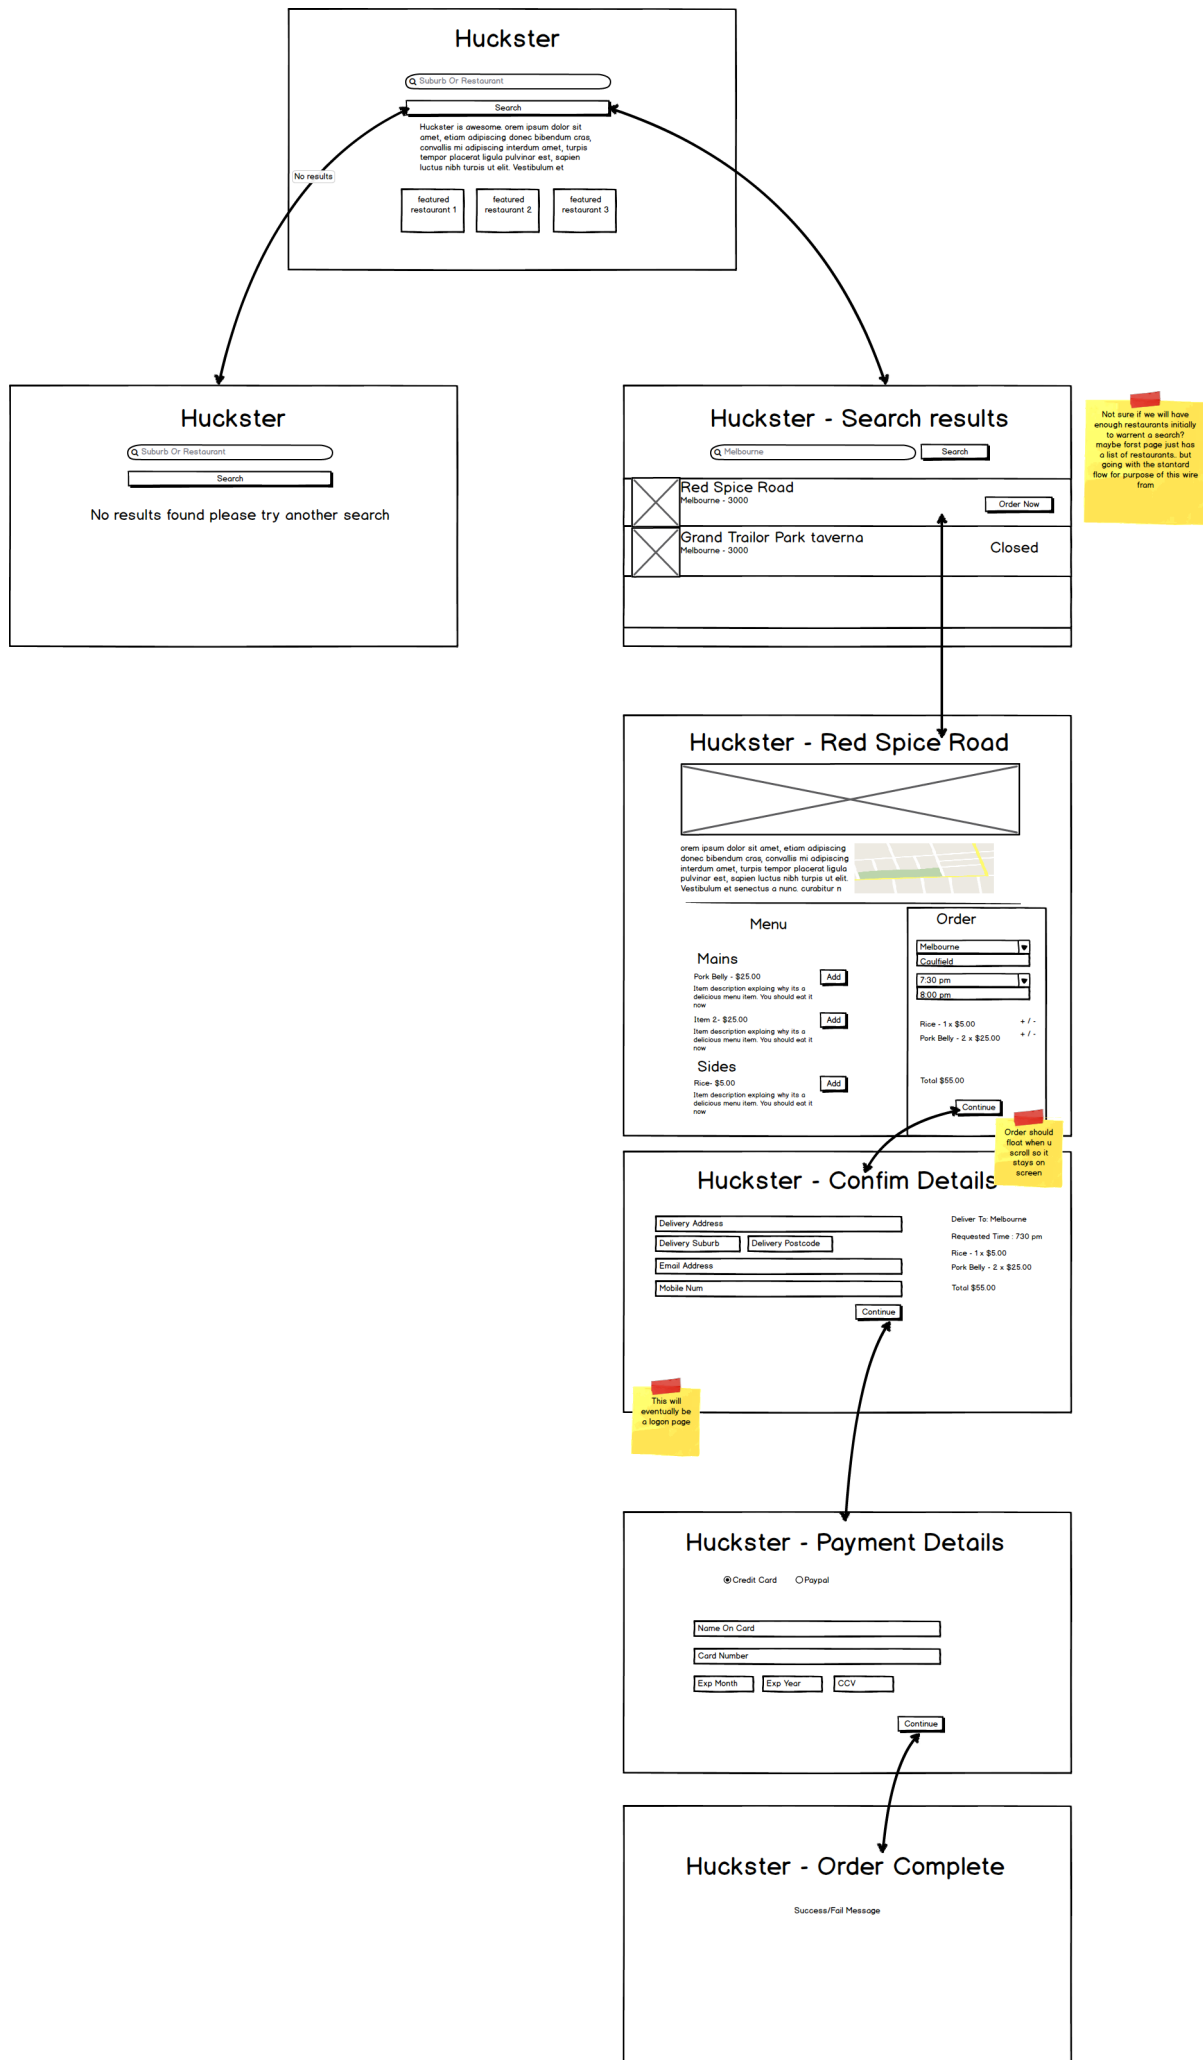 Huckster
Suburb Or Restaurant
Search
Huckster is awesome. orem ipsum dolor sit
amet, etiam adipiscing donec bibendum cras,
convallis mi adipiscing interdum amet, turpis
tempor placerat ligula pulvinar est, sapien
luctus nibh turpis ut elit. Vestibulum et
No results
featured
restaurant 1
featured
restaurant 2
featured
restaurant 3
Huckster
Suburb Or Restaurant
Search
No results found please try another search
Huckster - Search results
Melbourne
Search
Red Spice Road
Melbourne - 3000
Order Now
Grand Trailor Park taverna
Melbourne - 3000
Closed
Not sure if we will have
enough restaurants initially
to warrent a search?
maybe forst page just has
a list of restaurants.. but
going with the stantard
flow for purpose of this wire
fram
Huckster - Red Spice Road
orem ipsum dolor sit amet, etiam adipiscing
donec bibendum cras, convallis mi adipiscing
interdum amet, turpis tempor placerat ligula
pulvinar est, sapien luctus nibh turpis ut elit.
Vestibulum et senectus a nunc. curabitur n
Menu
Mains
Pork Belly - $25.00
Add
Item description explaing why its a
delicious menu item. You should eat it
now
Item 2- $25.00
Add
Item description explaing why its a
delicious menu item. You should eat it
now
Sides
Rice- $5.00
Add
Item description explaing why its a
delicious menu item. You should eat it
now
Order
Melbourne
Caulfield
7:30 pm
8:00 pm
Rice - 1 x $5.00
+ / -
Pork Belly - 2 x $25.00
+ / -
Total $55.00
Continue
Order should
float when u
scroll so it
stays on
screen
Huckster - Confim Details
Delivery Address
Delivery Suburb
Delivery Postcode
Email Address
Mobile Num
Continue
Deliver To: Melbourne
Requested Time : 730 pm
Rice - 1 x $5.00
Pork Belly - 2 x $25.00
Total $55.00
This will
eventually be
a logon page
Huckster - Payment Details
Credit Card
Paypal
Name On Card
Card Number
Exp Month
Exp Year
CCV
Continue
Huckster - Order Complete
Success/Fail Message